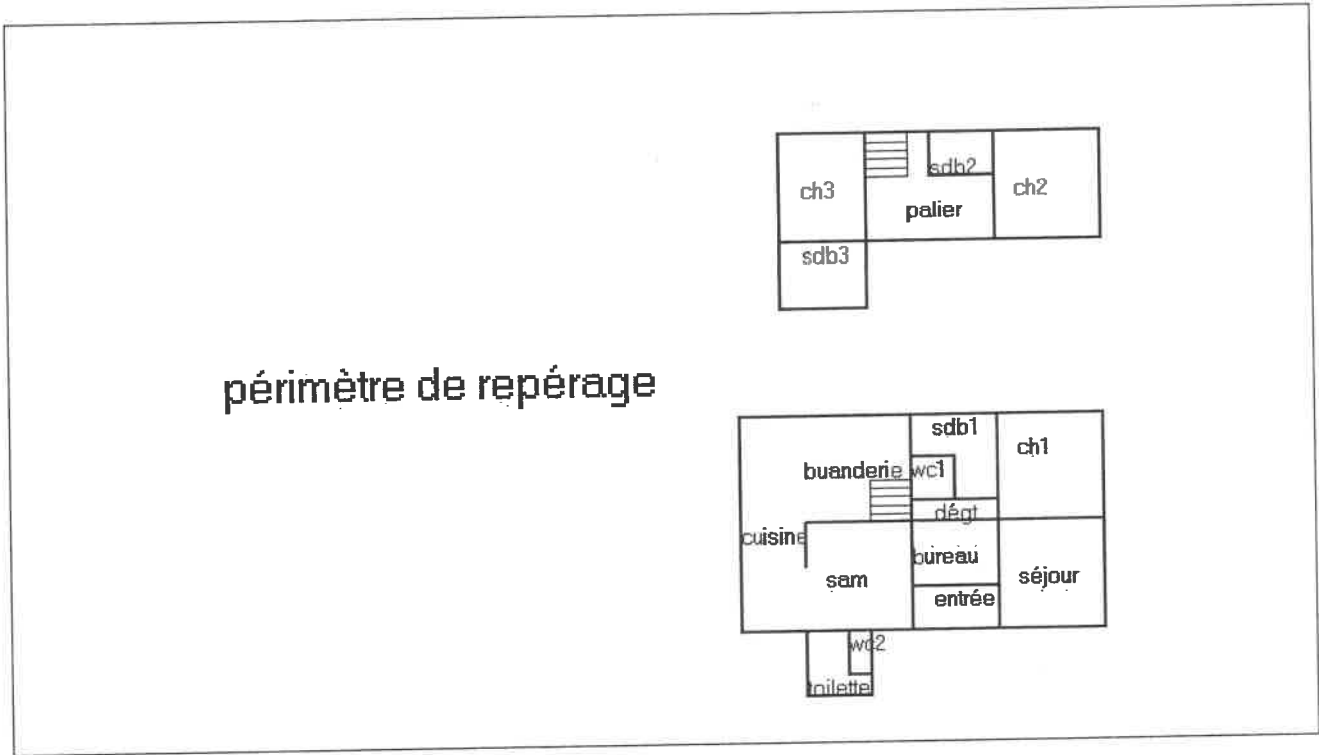 sdb2
ch3
ch2
palier
sdb3
périmètre de repérage
sdb1
ch1
buanderie
wc1
dégt
cuisine
bureau
sam
séjour
entrée
wc2
toilette